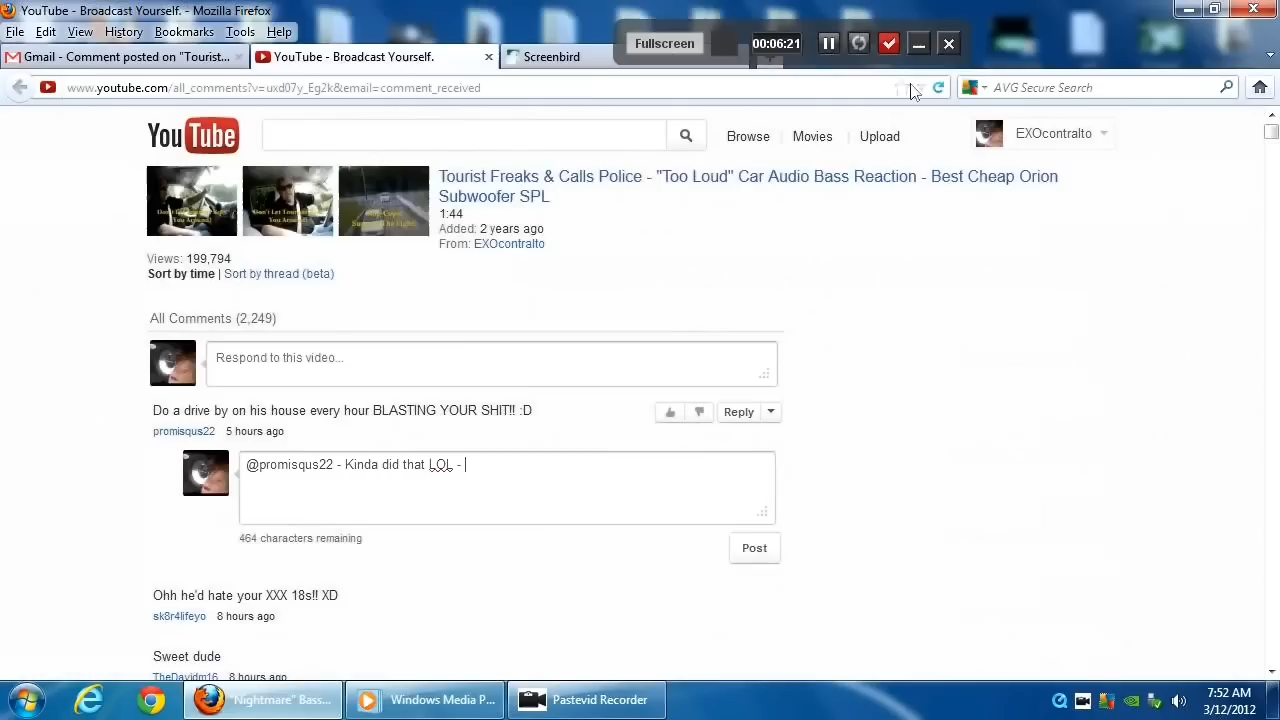 YouTube - Broadcast Yourself. - Mozilla Firefox
File Edit View History Bookmarks Tools Help
Fullscreen 00:06:21
Gmail - Comment posted on "Tourist... YouTube - Broadcast Yourself. Screenbird
www.youtube.com/all_comments?v= d07y_Eg2k&email=comment_received AVG Secure Search
YouTube Browse Movies Upload EXOcontralto
Tourist Freaks & Calls Police - "Too Loud" Car Audio Bass Reaction - Best Cheap Orion
Subwoofer SPL
1:44
Added: 2 years ago
From: EXOcontralto
Views: 199,794
Sort by time | Sort by thread (beta)
All Comments (2,249)
Respond to this video...
Do a drive by on his house every hour BLASTING YOUR SHIT!! :D
Reply
promisqus22 5 hours ago
@promisqus22 - Kinda did that LOL -
464 characters remaining
Post
Ohh he'd hate your XXX 18s!! XD
sk8r4lifeyo 8 hours ago
Sweet dude
TheDavidm16 8 hours ago
"Nightmare" Bass... Windows Media P... Pastevid Recorder
7:52 AM
3/12/2012